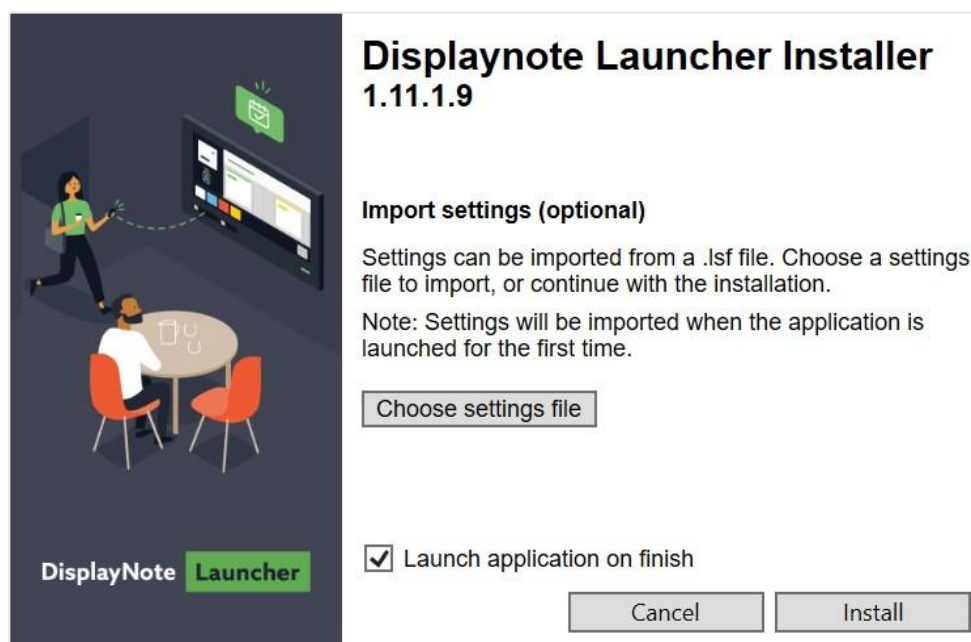 Displaynote Launcher Installer
1.11.1.9
Import settings (optional)
Settings can be imported from a .lsf file. Choose a settings
file to import, or continue with the installation.
Note: Settings will be imported when the application is
launched for the first time.
Choose settings file
Launch application on finish
DisplayNote Launcher
Cancel
Install